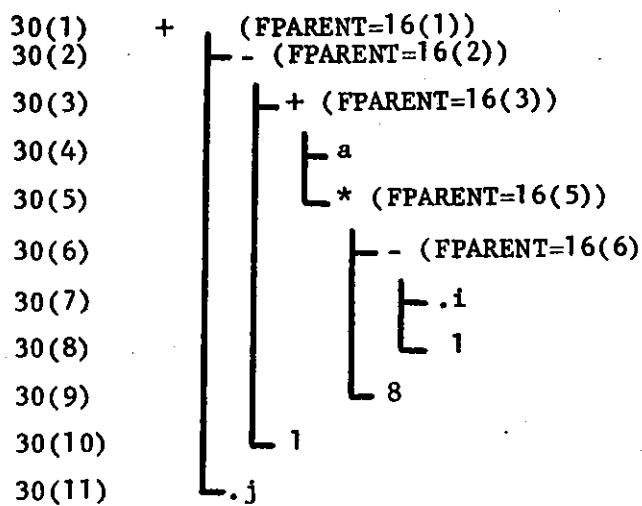 30(1) + (FPARENT=16(1))
30(2) - (FPARENT=16(2))
30(3) + (FPARENT=16(3))
30(4) a
30(5) * (FPARENT=16(5))
30(6) - (FPARENT=16(6)
30(7) .i
30(8) 1
30(9) 8
30(10) 1
30(11) .j